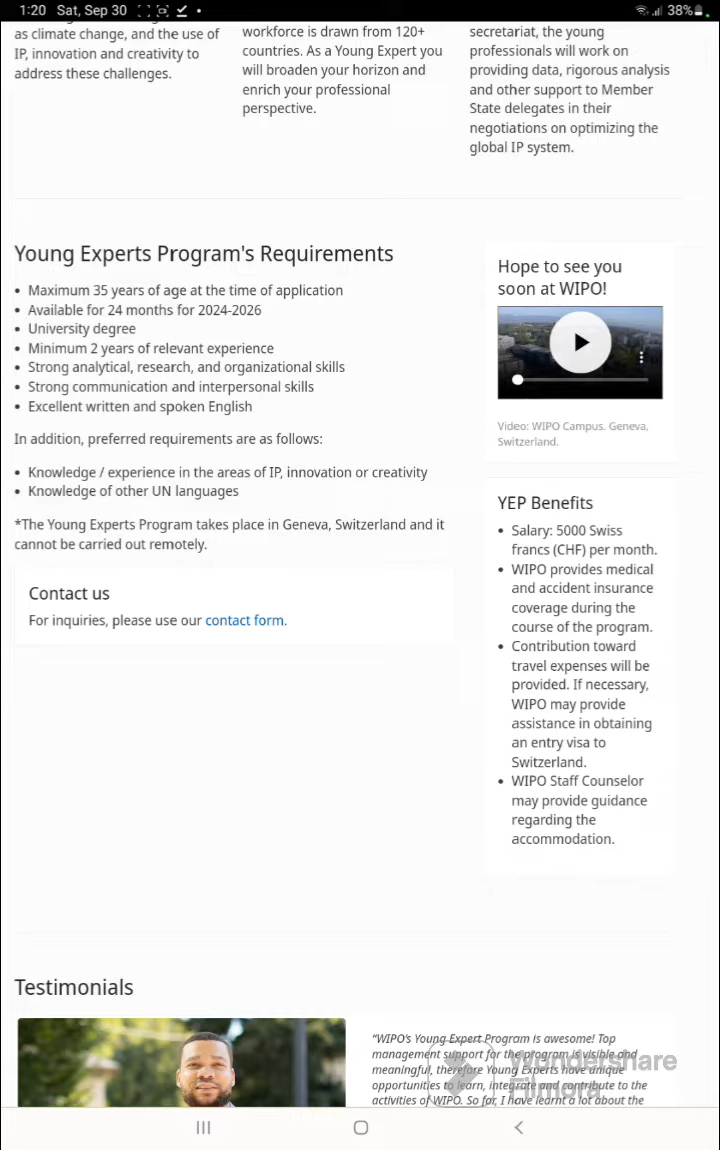 1:20 Sat, Sep 30
38%
as climate change, and the use of
IP, innovation and creativity to
address these challenges.
workforce is drawn from 120+
countries. As a Young Expert you
will broaden your horizon and
enrich your professional
perspective.
secretariat, the young
professionals will work on
providing data, rigorous analysis
and other support to Member
State delegates in their
negotiations on optimizing the
global IP system.
Young Experts Program's Requirements
• Maximum 35 years of age at the time of application
• Available for 24 months for 2024-2026
• University degree
• Minimum 2 years of relevant experience
• Strong analytical, research, and organizational skills
• Strong communication and interpersonal skills
• Excellent written and spoken English
In addition, preferred requirements are as follows:
• Knowledge / experience in the areas of IP, innovation or creativity
• Knowledge of other UN languages
*The Young Experts Program takes place in Geneva, Switzerland and it
cannot be carried out remotely.
Contact us
For inquiries, please use our contact form.
Hope to see you
soon at WIPO!
Video: WIPO Campus. Geneva,
Switzerland.
YEP Benefits
• Salary: 5000 Swiss
francs (CHF) per month.
• WIPO provides medical
and accident insurance
coverage during the
course of the program.
• Contribution toward
travel expenses will be
provided. If necessary,
WIPO may provide
assistance in obtaining
an entry visa to
Switzerland.
• WIPO Staff Counselor
may provide guidance
regarding the
accommodation.
Testimonials
"WIPO's Young Expert Program is awesome! Top
management support for the program is visible and
meaningful, therefore Young Experts have unique
opportunities to learn, integrate and contribute to the
activities of WIPO. So far, I have learnt a lot about the
Wondershare
Filmora